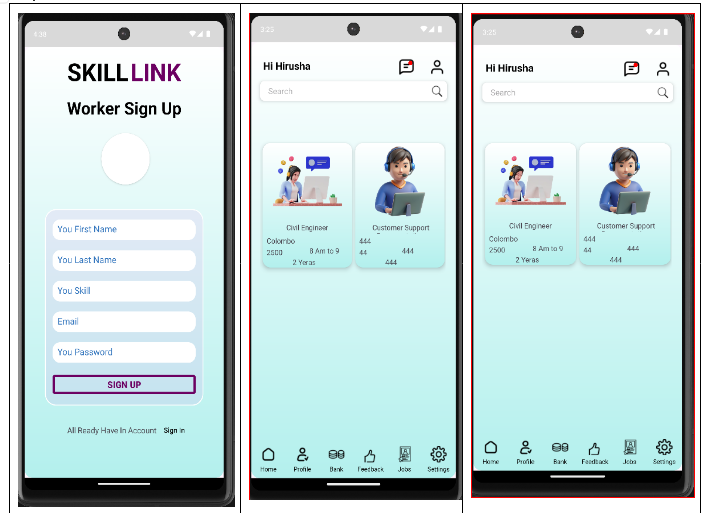 4:38
SKILL LINK
Worker Sign Up
You First Name
You Last Name
You Skill
Email
You Password
SIGN UP
All Ready Have In Account Sign in
3:25
Hi Hirusha
Search
Civil Engineer
Colombo
2500 8 Am to 9
2 Yeras
Customer Support
444
44 444
444
Home Profile Bank Feedback Jobs Settings
3:25
Hi Hirusha
Search
Civil Engineer
Colombo
2500 8 Am to 9
2 Yeras
Customer Support
444
44 444
444
Home Profile Bank Feedback Jobs Settings